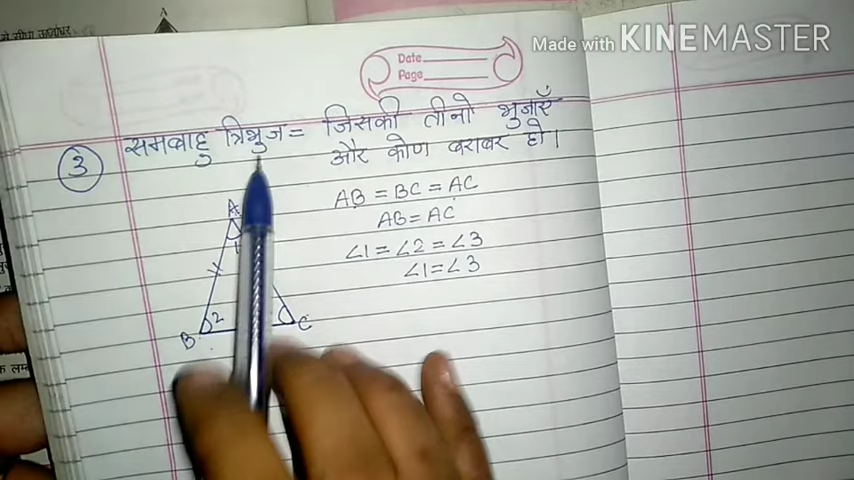 Made with KINEMASTER
Date
Page
③ समबाहु त्रिभुज = जिसकी तीनो भुजाएँ
और कोण बराबर हो।
AB = BC = AC
AB = AC
∠1 = ∠2 = ∠3
∠1 = ∠3
A
1
2
B
C